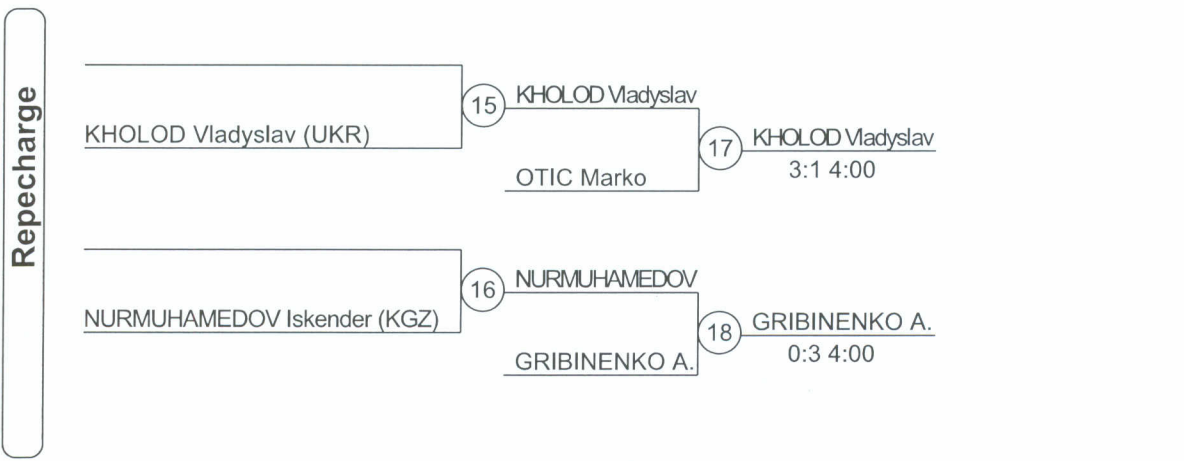 Repecharge
15
KHOLOD Vladyslav
KHOLOD Vladyslav (UKR)
17
KHOLOD Vladyslav
3:1 4:00
OTIC Marko
16
NURMUHAMEDOV
NURMUHAMEDOV Iskender (KGZ)
18
GRIBINENKO A.
0:3 4:00
GRIBINENKO A.